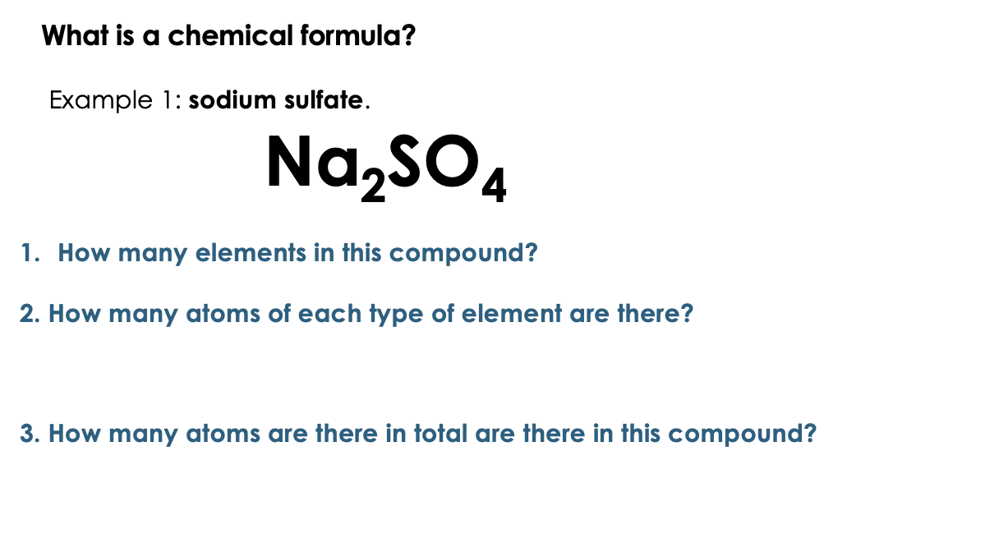 What is a chemical formula?
Example 1: sodium sulfate.
Na₂SO₄
1. How many elements in this compound?
2. How many atoms of each type of element are there?
3. How many atoms are there in total are there in this compound?